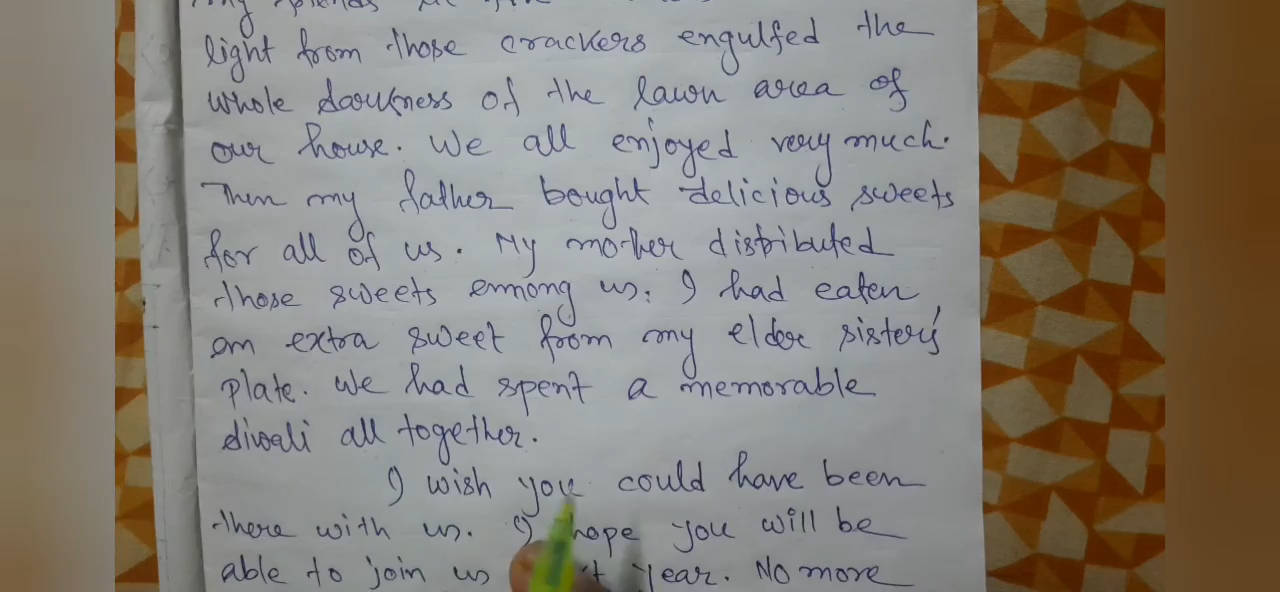 light from those crackers engulfed the
whole darkness of the lawn area of
our house. We all enjoyed very much.
Then my father bought delicious sweets
for all of us. My mother distributed
those sweets emmong us. I had eaten
an extra sweet from my elder sister's
plate. We had spent a memorable
diwali all together.
I wish you could have been
there with us. I hope you will be
able to join us year. No more